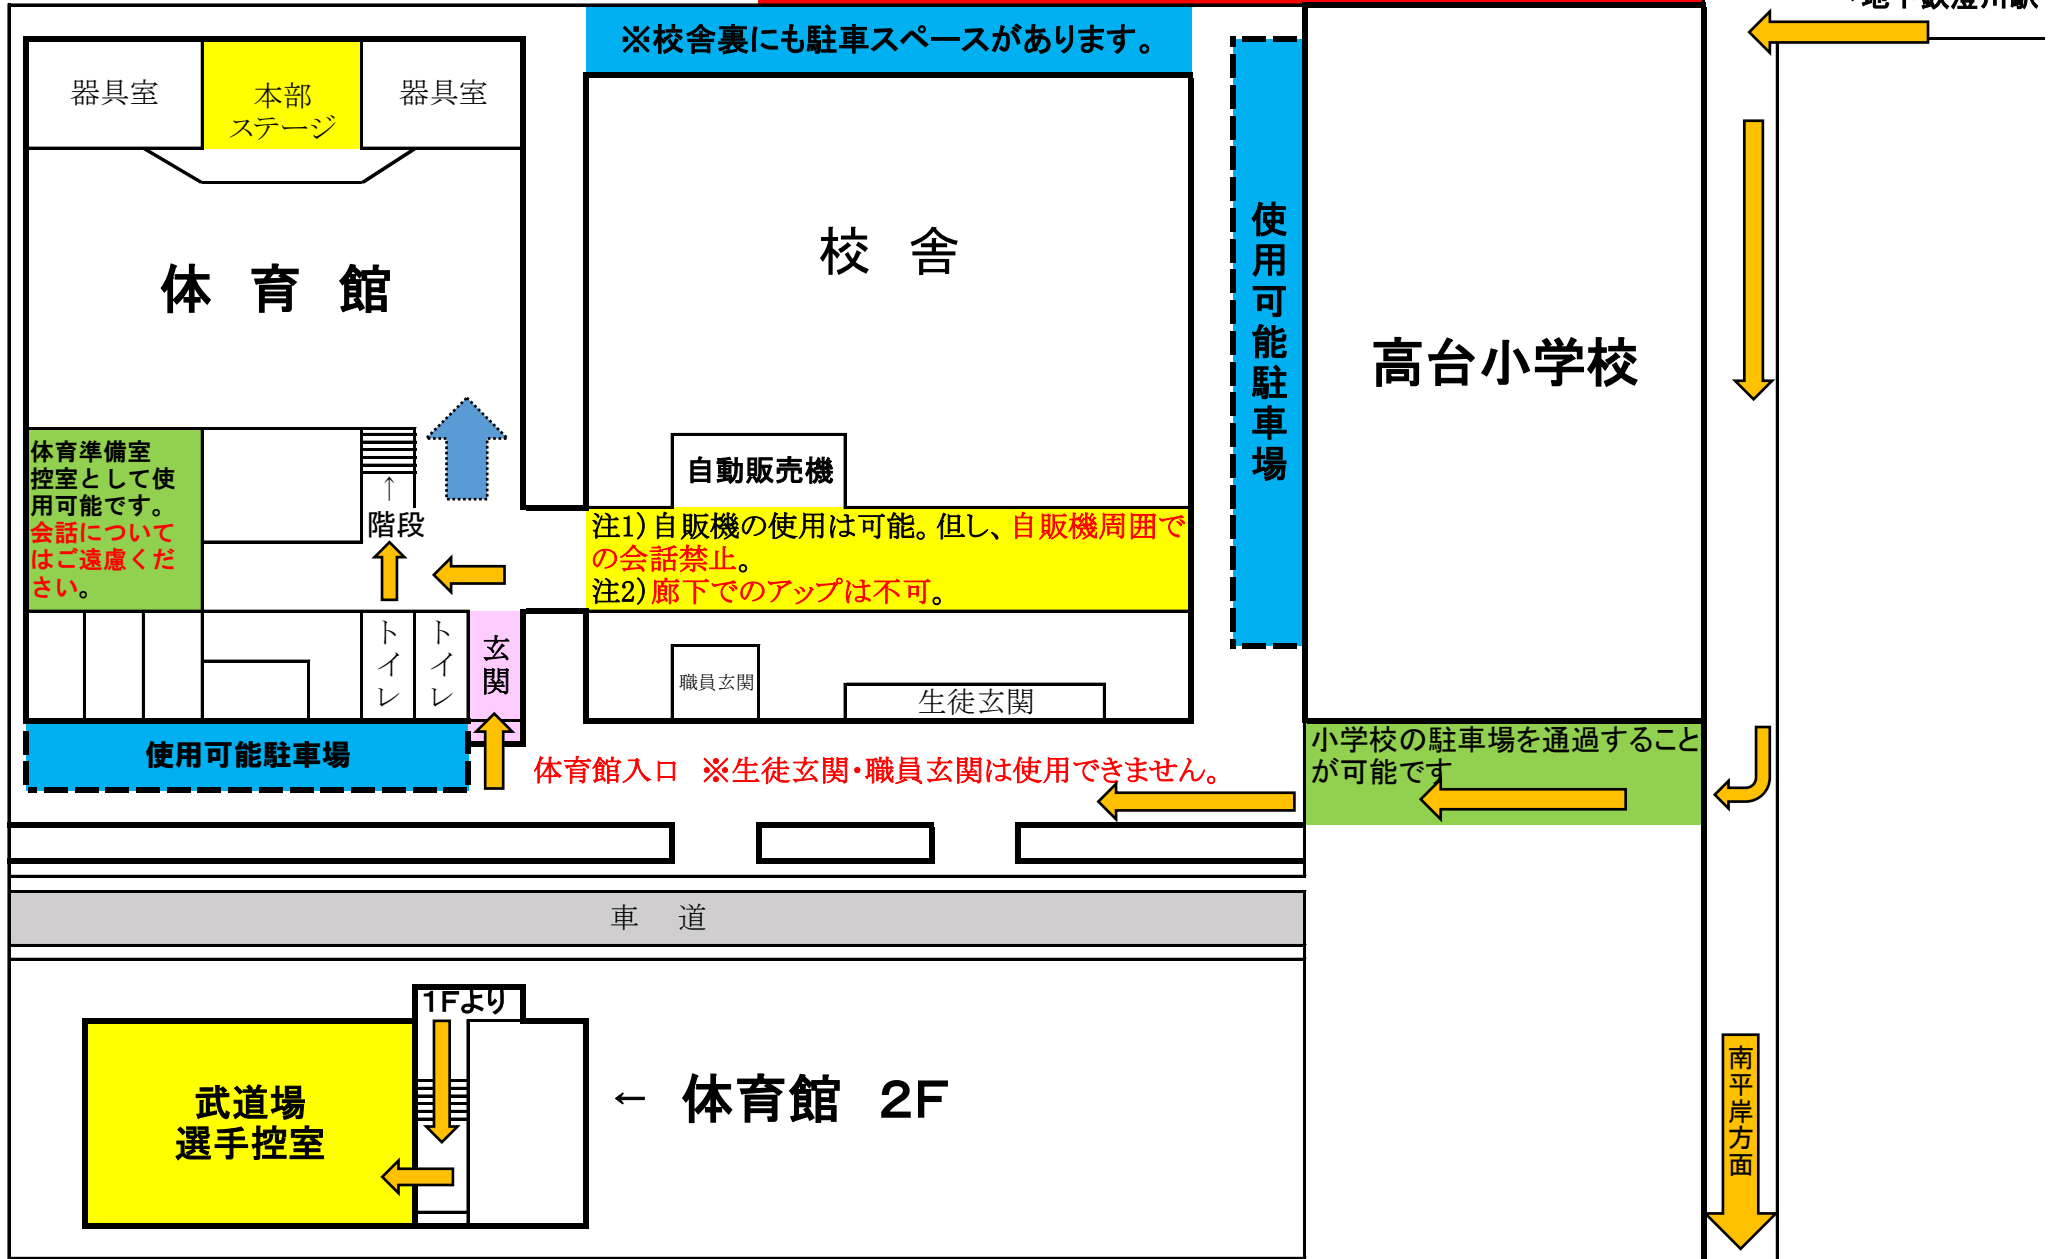 ※校舎裏にも駐車スペースがあります。
器具室
本部
ステージ
器具室
体 育 館
校 舎
使用可能駐車場
高台小学校
体育準備室
控室として使
用可能です。
会話について
はご遠慮くだ
さい。
↑
階段
自動販売機
注1)自販機の使用は可能。但し、自販機周囲で
の会話禁止。
注2)廊下でのアップは不可。
トイレ
トイレ
玄関
職員玄関
生徒玄関
使用可能駐車場
体育館入口 ※生徒玄関・職員玄関は使用できません。
小学校の駐車場を通過すること
が可能です
車 道
1Fより
武道場
選手控室
← 体育館 2F
南平岸方面